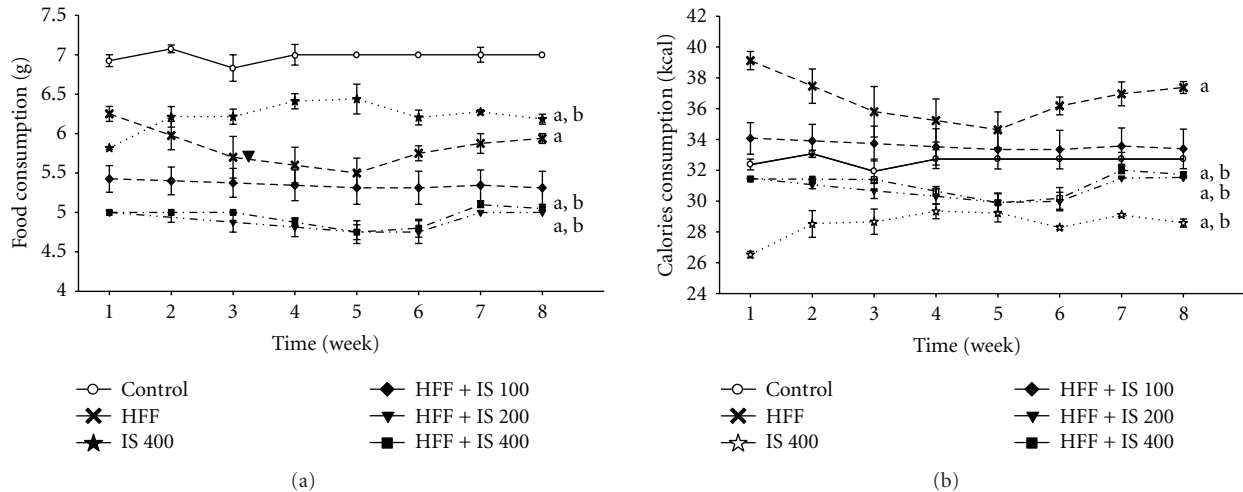 Food consumption (g)
7.5
7
6.5
6
5.5
5
4.5
4
a, b
a
a, b
a, b
1 2 3 4 5 6 7 8
Time (week)
Control
HFF
IS 400
HFF + IS 100
HFF + IS 200
HFF + IS 400
(a)
Calories consumption (kcal)
42
40
38
36
34
32
30
28
26
24
a
a, b
a, b
a, b
1 2 3 4 5 6 7 8
Time (week)
Control
HFF
IS 400
HFF + IS 100
HFF + IS 200
HFF + IS 400
(b)